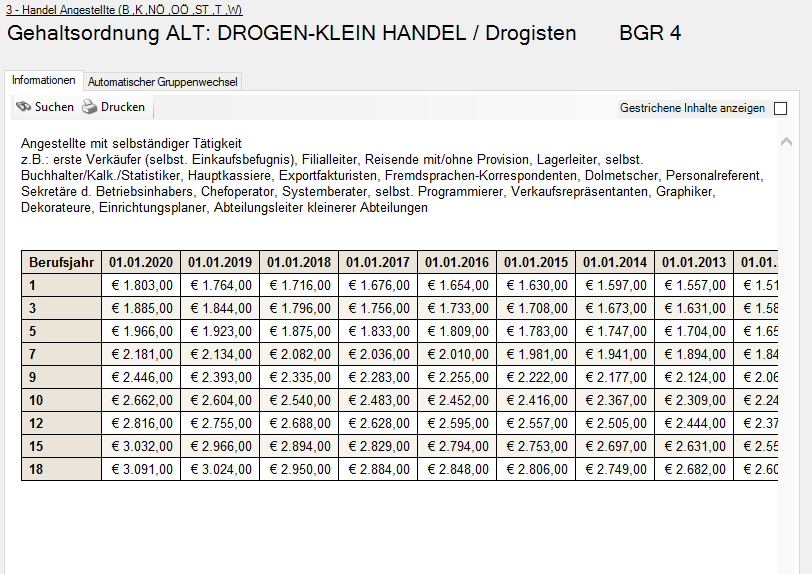 3 - Handel Angestellte (B ,K ,NÖ ,OÖ ,ST ,T ,W)
Gehaltsordnung ALT: DROGEN-KLEIN HANDEL / Drogisten BGR 4
Informationen Automatischer Gruppenwechsel
Suchen Drucken Gestrichene Inhalte anzeigen
Angestellte mit selbständiger Tätigkeit
z.B.: erste Verkäufer (selbst. Einkaufsbefugnis), Filialleiter, Reisende mit/ohne Provision, Lagerleiter, selbst.
Buchhalter/Kalk./Statistiker, Hauptkassiere, Exportfakturisten, Fremdsprachen-Korrespondenten, Dolmetscher, Personalreferent,
Sekretäre d. Betriebsinhabers, Chefoperator, Systemberater, selbst. Programmierer, Verkaufsrepräsentanten, Graphiker,
Dekorateure, Einrichtungsplaner, Abteilungsleiter kleinerer Abteilungen
Berufsjahr 01.01.2020 01.01.2019 01.01.2018 01.01.2017 01.01.2016 01.01.2015 01.01.2014 01.01.2013 01.01.
1 € 1.803,00 € 1.764,00 € 1.716,00 € 1.676,00 € 1.654,00 € 1.630,00 € 1.597,00 € 1.557,00 € 1.51
3 € 1.885,00 € 1.844,00 € 1.796,00 € 1.756,00 € 1.733,00 € 1.708,00 € 1.673,00 € 1.631,00 € 1.58
5 € 1.966,00 € 1.923,00 € 1.875,00 € 1.833,00 € 1.809,00 € 1.783,00 € 1.747,00 € 1.704,00 € 1.65
7 € 2.181,00 € 2.134,00 € 2.082,00 € 2.036,00 € 2.010,00 € 1.981,00 € 1.941,00 € 1.894,00 € 1.84
9 € 2.446,00 € 2.393,00 € 2.335,00 € 2.283,00 € 2.255,00 € 2.222,00 € 2.177,00 € 2.124,00 € 2.06
10 € 2.662,00 € 2.604,00 € 2.540,00 € 2.483,00 € 2.452,00 € 2.416,00 € 2.367,00 € 2.309,00 € 2.24
12 € 2.816,00 € 2.755,00 € 2.688,00 € 2.628,00 € 2.595,00 € 2.557,00 € 2.505,00 € 2.444,00 € 2.37
15 € 3.032,00 € 2.966,00 € 2.894,00 € 2.829,00 € 2.794,00 € 2.753,00 € 2.697,00 € 2.631,00 € 2.55
18 € 3.091,00 € 3.024,00 € 2.950,00 € 2.884,00 € 2.848,00 € 2.806,00 € 2.749,00 € 2.682,00 € 2.60